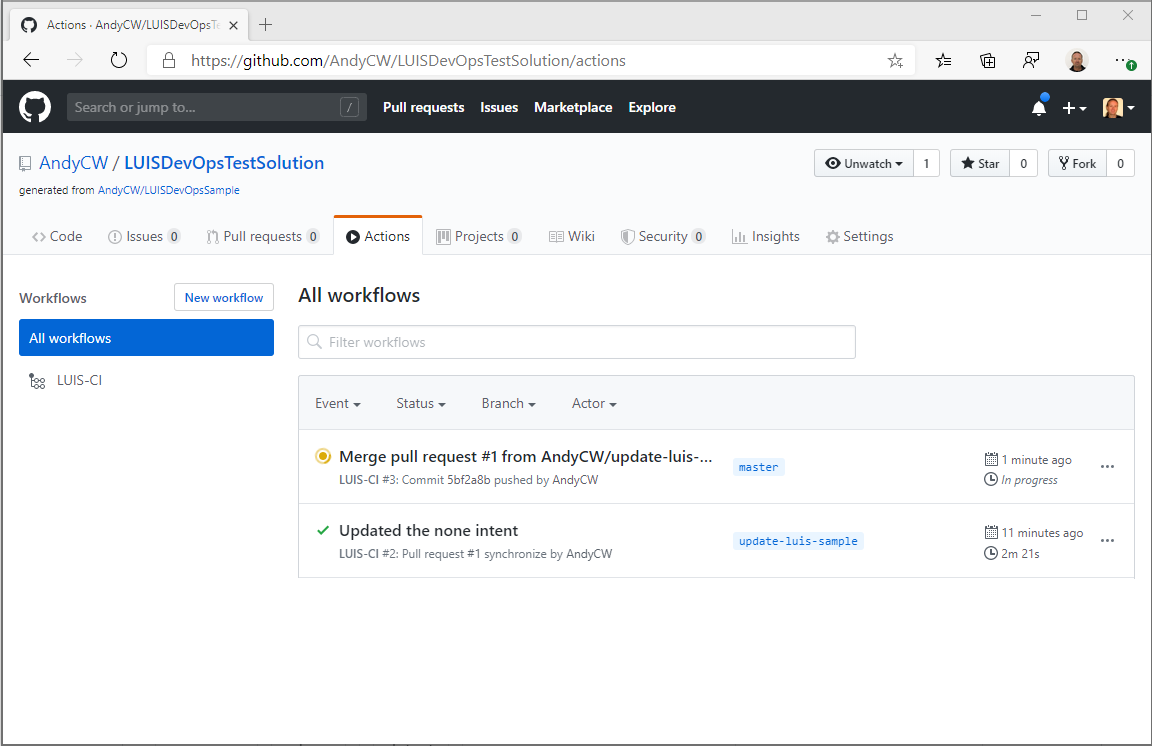 Actions · AndyCW/LUISDevOpsTe
https://github.com/AndyCW/LUISDevOpsTestSolution/actions
Search or jump to... / Pull requests Issues Marketplace Explore
AndyCW / LUISDevOpsTestSolution Unwatch 1 Star 0 Fork 0
generated from AndyCW/LUISDevOpsSample
Code Issues 0 Pull requests 0 Actions Projects 0 Wiki Security 0 Insights Settings
Workflows New workflow
All workflows
LUIS-CI
All workflows
Filter workflows
Event Status Branch Actor
Merge pull request #1 from AndyCW/update-luis-... master 1 minute ago
LUIS-CI #3: Commit 5bf2a8b pushed by AndyCW In progress
Updated the none intent update-luis-sample 11 minutes ago
LUIS-CI #2: Pull request #1 synchronize by AndyCW 2m 21s